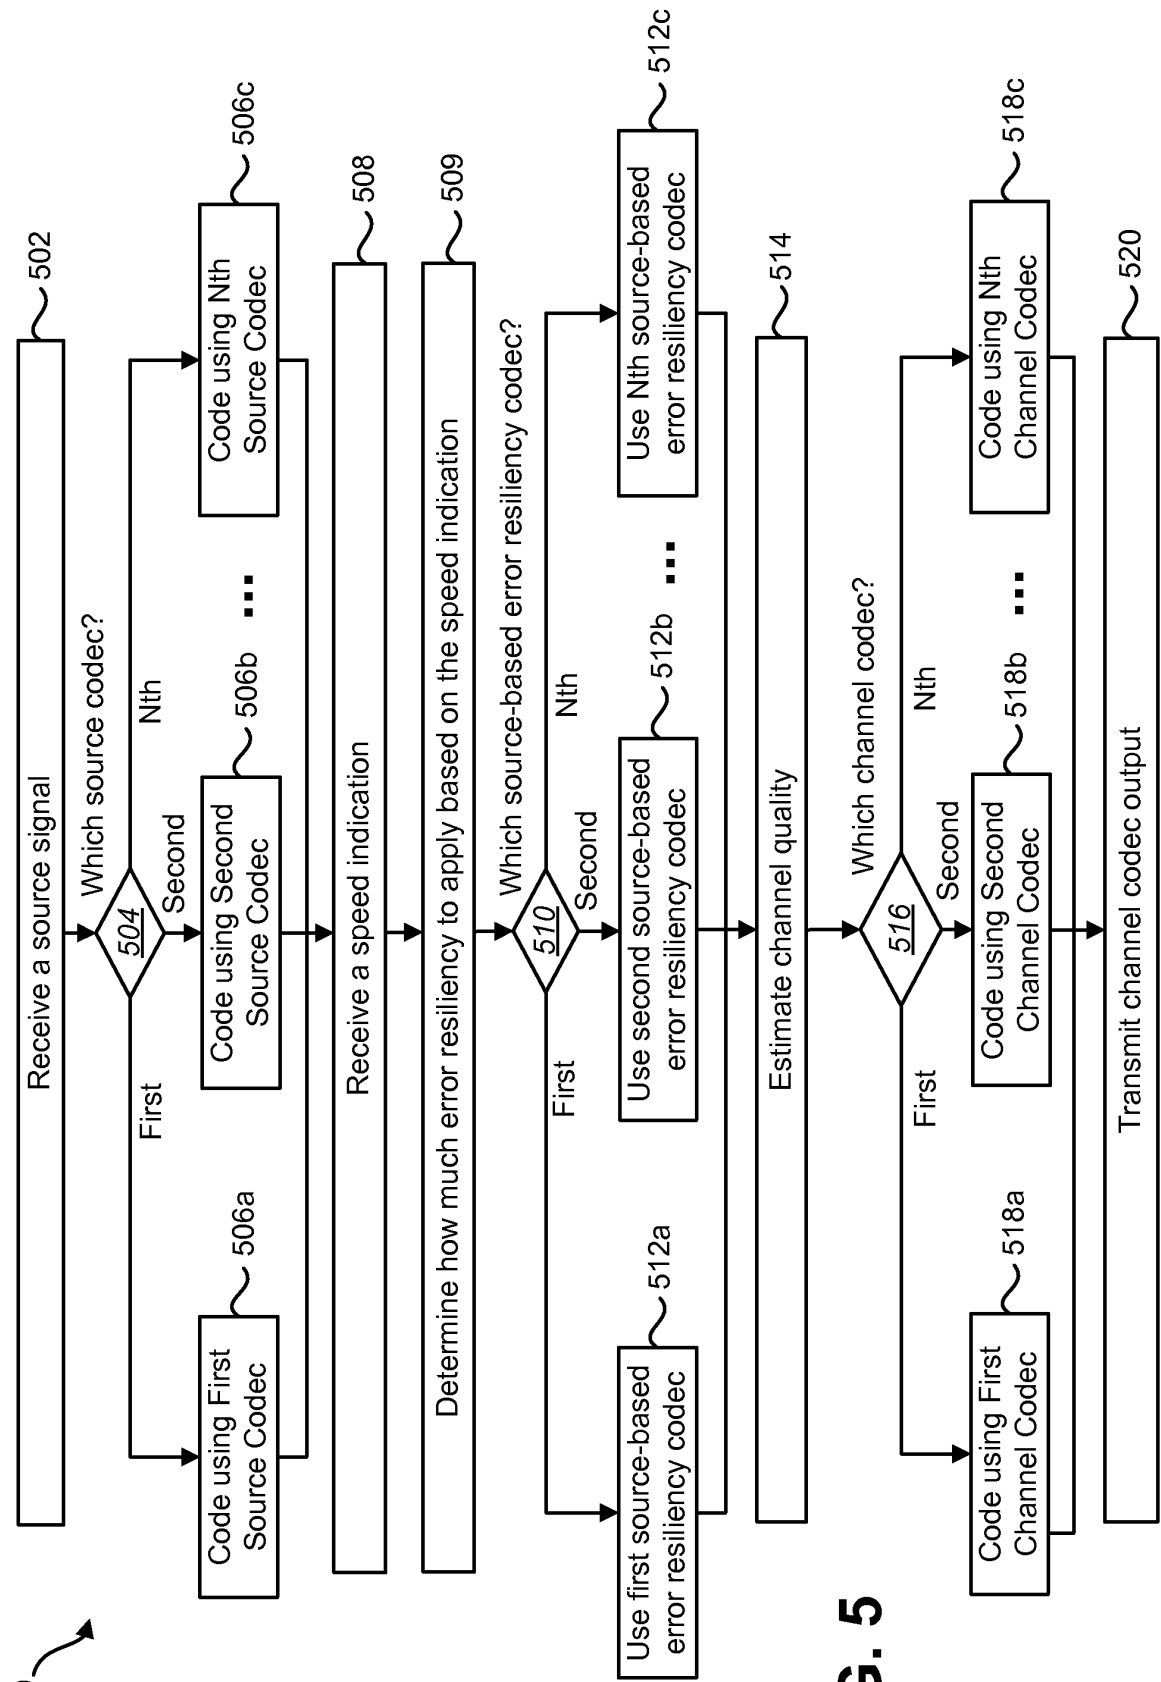 Receive a source signal
502
Which source codec?
504
First
Second
Nth
Code using First
Source Codec
506a
Code using Second
Source Codec
506b
...
Code using Nth
Source Codec
506c
Receive a speed indication
508
Determine how much error resiliency to apply based on the speed indication
509
Which source-based error resiliency codec?
510
First
Second
Nth
Use first source-based
error resiliency codec
512a
Use second source-based
error resiliency codec
512b
...
Use Nth source-based
error resiliency codec
512c
Estimate channel quality
514
Which channel codec?
516
First
Second
Nth
Code using First
Channel Codec
518a
Code using Second
Channel Codec
518b
...
Code using Nth
Channel Codec
518c
Transmit channel codec output
520
G. 5